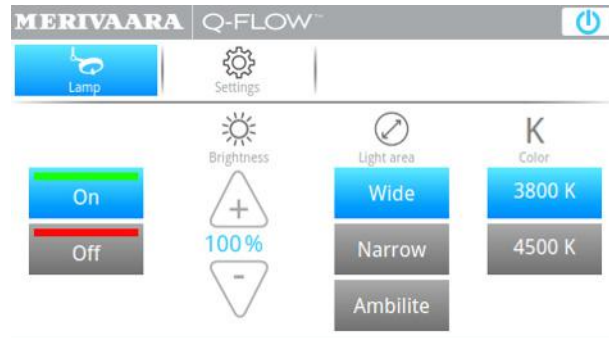 MERIVAARA Q-FLOW™
Lamp Settings
Brightness Light area K
Color
On Wide 3800 K
+
100%
Off Narrow 4500 K
-
Ambilite